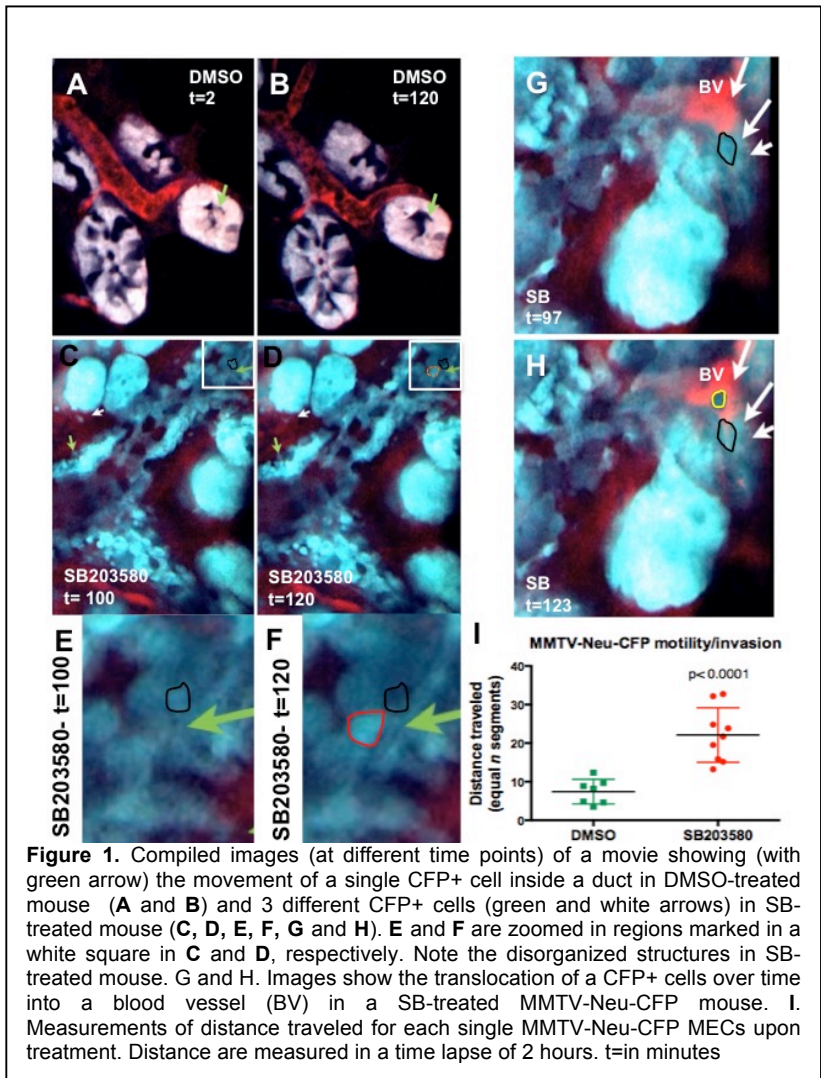 A
DMSO
t=2
B
DMSO
t=120
C
SB203580
t= 100
D
SB203580
t=120
E
SB203580- t=100
F
SB203580- t=120
G
BV
SB
t=97
H
BV
SB
t=123
I
MMTV-Neu-CFP motility/invasion
p<0.0001
Distance traveled
(equal n segments)
40
30
20
10
0
DMSO
SB203580
Figure 1. Compiled images (at different time points) of a movie showing (with
green arrow) the movement of a single CFP+ cell inside a duct in DMSO-treated
mouse (A and B) and 3 different CFP+ cells (green and white arrows) in SB-
treated mouse (C, D, E, F, G and H). E and F are zoomed in regions marked in a
white square in C and D, respectively. Note the disorganized structures in SB-
treated mouse. G and H. Images show the translocation of a CFP+ cells over time
into a blood vessel (BV) in a SB-treated MMTV-Neu-CFP mouse. I.
Measurements of distance traveled for each single MMTV-Neu-CFP MECs upon
treatment. Distance are measured in a time lapse of 2 hours. t=in minutes